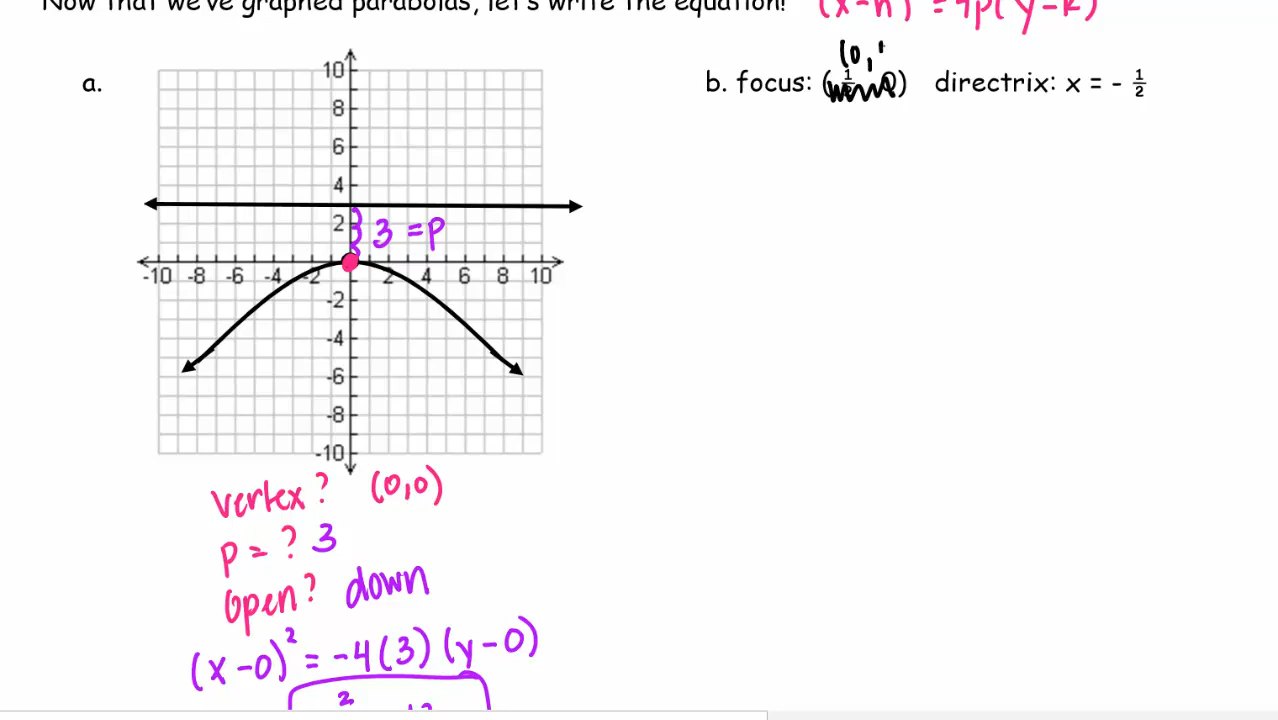 Now that we've graphed parabolas, let's write the equation!
(x-h) = 4p(y-k)
a.
10
8
6
4
2
3 = p
-10 -8 -6 -4 -2 2 4 6 8 10
-2
-4
-6
-8
-10
vertex? (0,0)
p = ? 3
open? down
(x-0)² = -4(3)(y-0)
(0,
b. focus: ( ) directrix: x = - 1/2